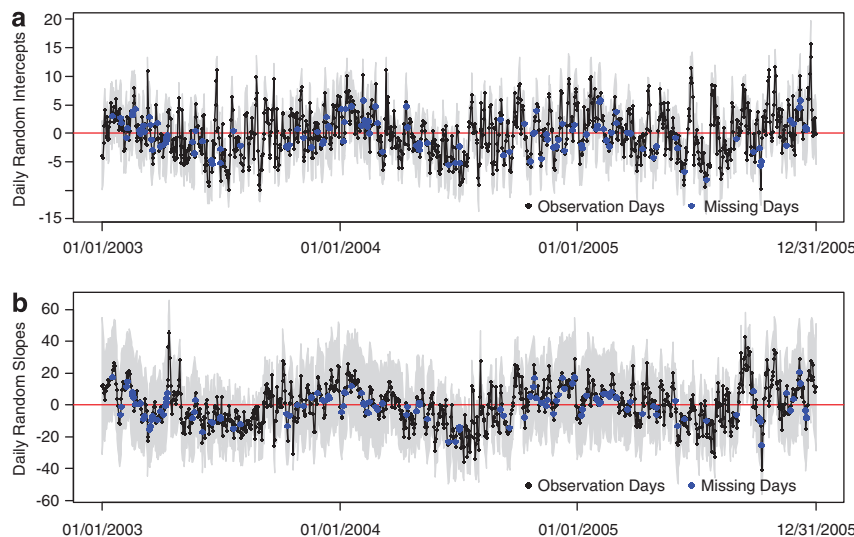 a
Daily Random Intercepts
20
15
10
5
0
-5
-15
Observation Days
Missing Days
01/01/2003
01/01/2004
01/01/2005
12/31/2005
b
Daily Random Slopes
60
40
20
0
-20
-40
-60
Observation Days
Missing Days
01/01/2003
01/01/2004
01/01/2005
12/31/2005